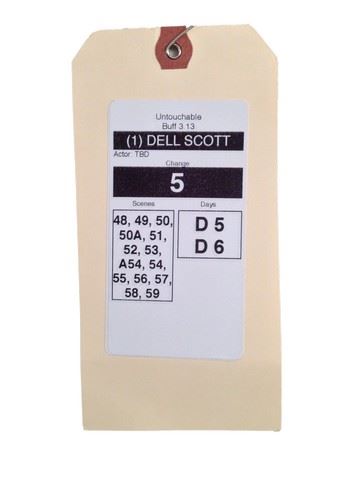 Untouchable
Buff 3.13
(1) DELL SCOTT
Actor: TBD
Change
5
Scenes
Days
48, 49, 50,
50A, 51,
52, 53,
A54, 54,
55, 56, 57,
58, 59
D 5
D 6